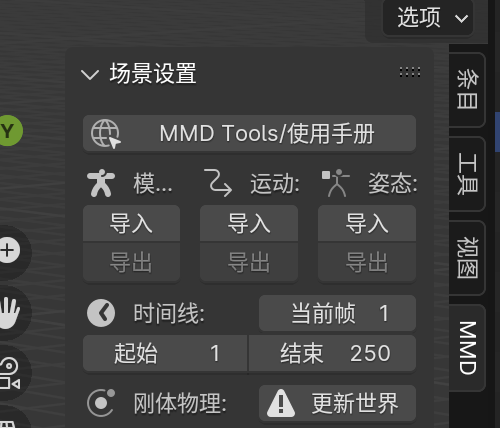 选项
场景设置
MMD Tools/使用手册
模... 运动: 姿态:
导入 导入 导入
导出 导出 导出
时间线: 当前帧 1
起始 1 结束 250
刚体物理: 更新世界
Y
条目
工具
视图
MMD